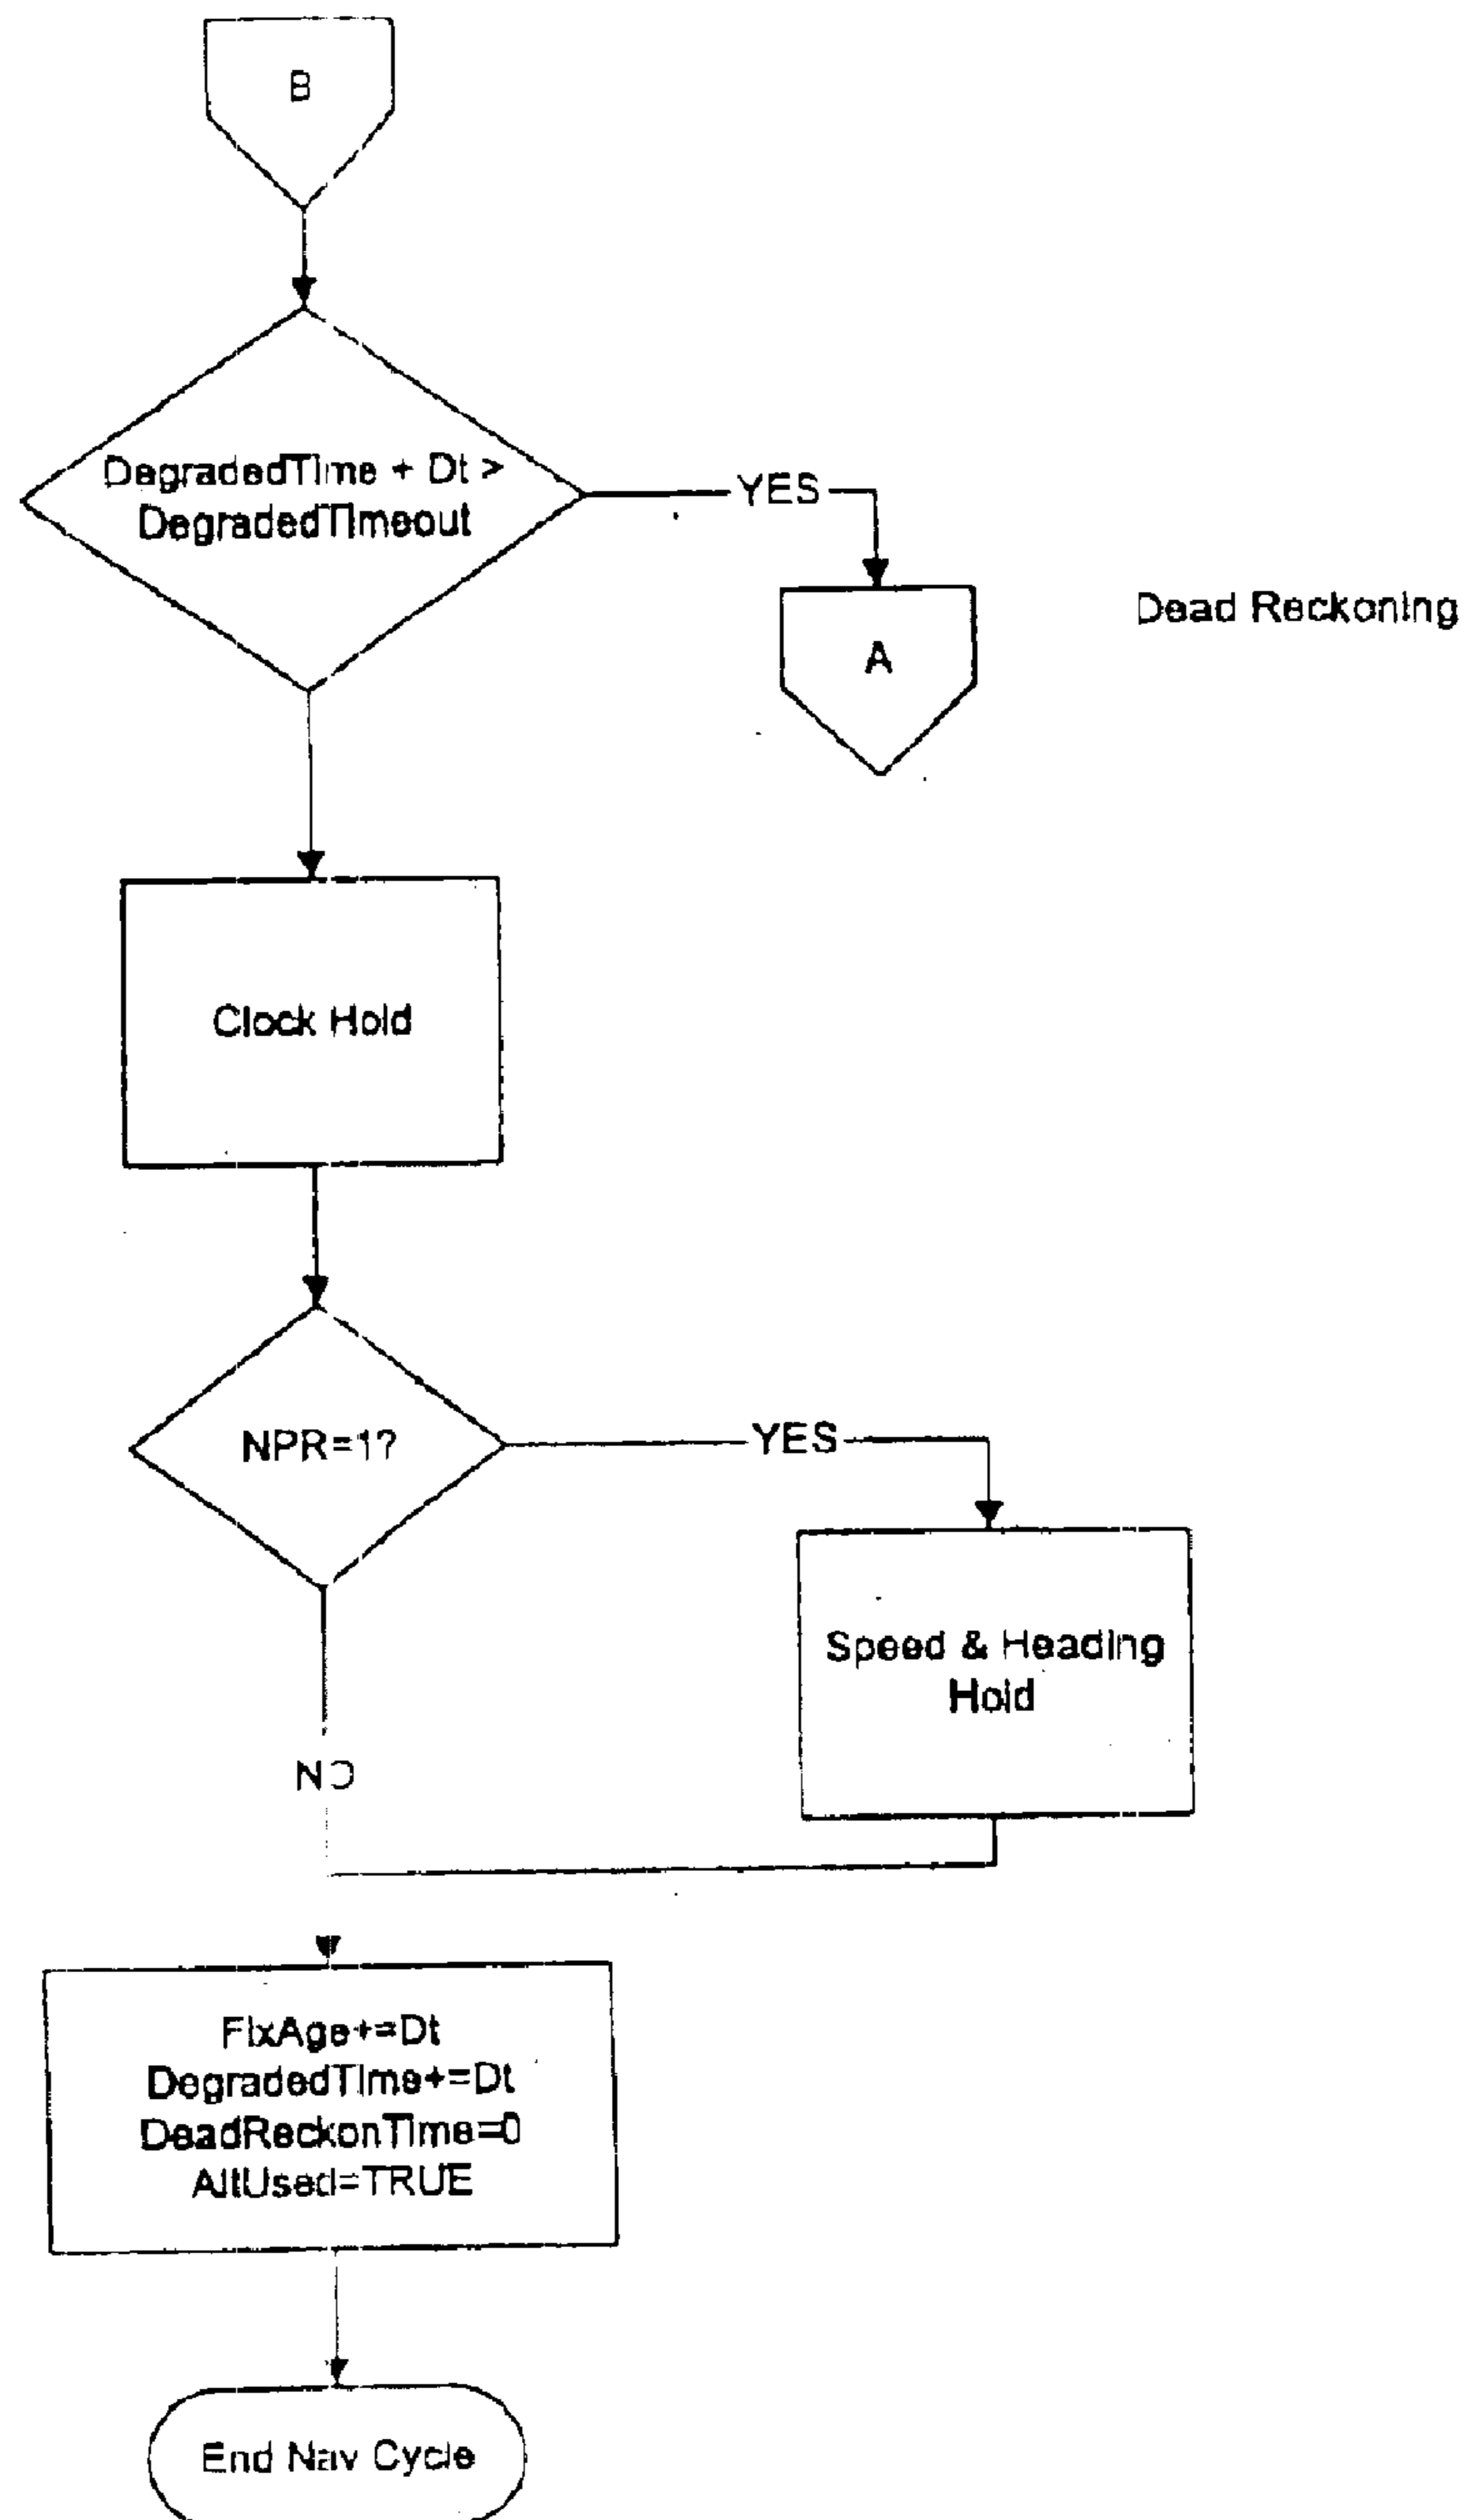 B
DegradedTime + Dt >
DegradedTimeout
YES
Dead Reckoning
A
Clock Hold
NPR=1?
YES
Speed & Heading
Hold
NO
FixAge+=Dt
DegradedTime+=Dt
DeadReckonTime=0
AltUsed=TRUE
End Nav Cycle